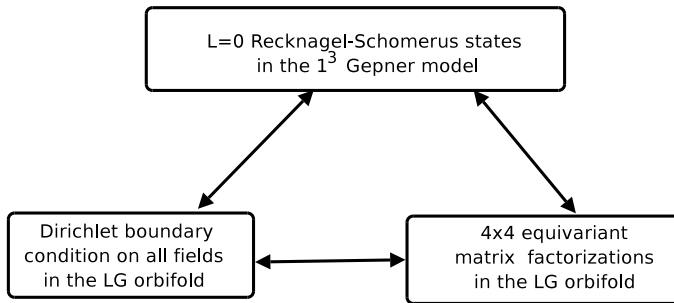 L=0 Recknagel-Schomerus states
in the 1³ Gepner model
Dirichlet boundary
condition on all fields
in the LG orbifold
4x4 equivariant
matrix factorizations
in the LG orbifold